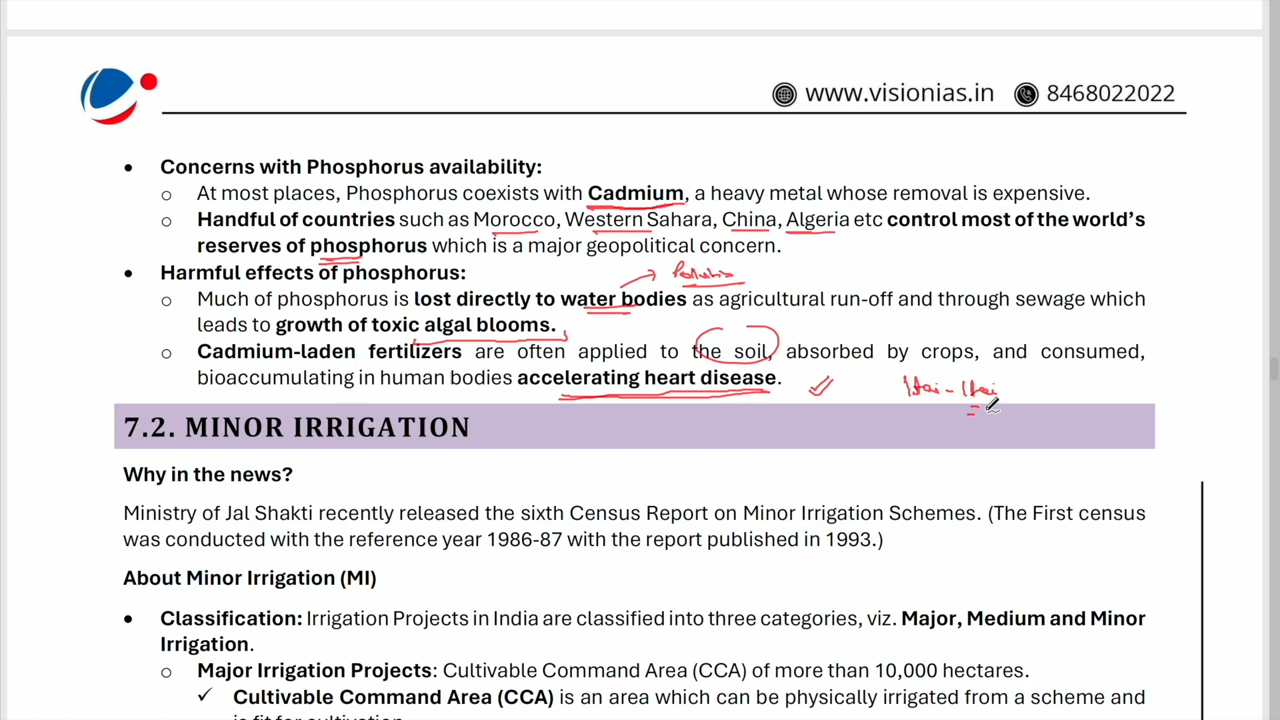 www.visionias.in 8468022022
• Concerns with Phosphorus availability:
o At most places, Phosphorus coexists with Cadmium, a heavy metal whose removal is expensive.
o Handful of countries such as Morocco, Western Sahara, China, Algeria etc control most of the world's
reserves of phosphorus which is a major geopolitical concern.
• Harmful effects of phosphorus:
o Much of phosphorus is lost directly to water bodies as agricultural run-off and through sewage which
leads to growth of toxic algal blooms.
o Cadmium-laden fertilizers are often applied to the soil, absorbed by crops, and consumed,
bioaccumulating in human bodies accelerating heart disease.
Itai-Itai
7.2. MINOR IRRIGATION
Why in the news?
Ministry of Jal Shakti recently released the sixth Census Report on Minor Irrigation Schemes. (The First census
was conducted with the reference year 1986-87 with the report published in 1993.)
About Minor Irrigation (MI)
• Classification: Irrigation Projects in India are classified into three categories, viz. Major, Medium and Minor
Irrigation.
o Major Irrigation Projects: Cultivable Command Area (CCA) of more than 10,000 hectares.
✓ Cultivable Command Area (CCA) is an area which can be physically irrigated from a scheme and
is fit for cultivation.